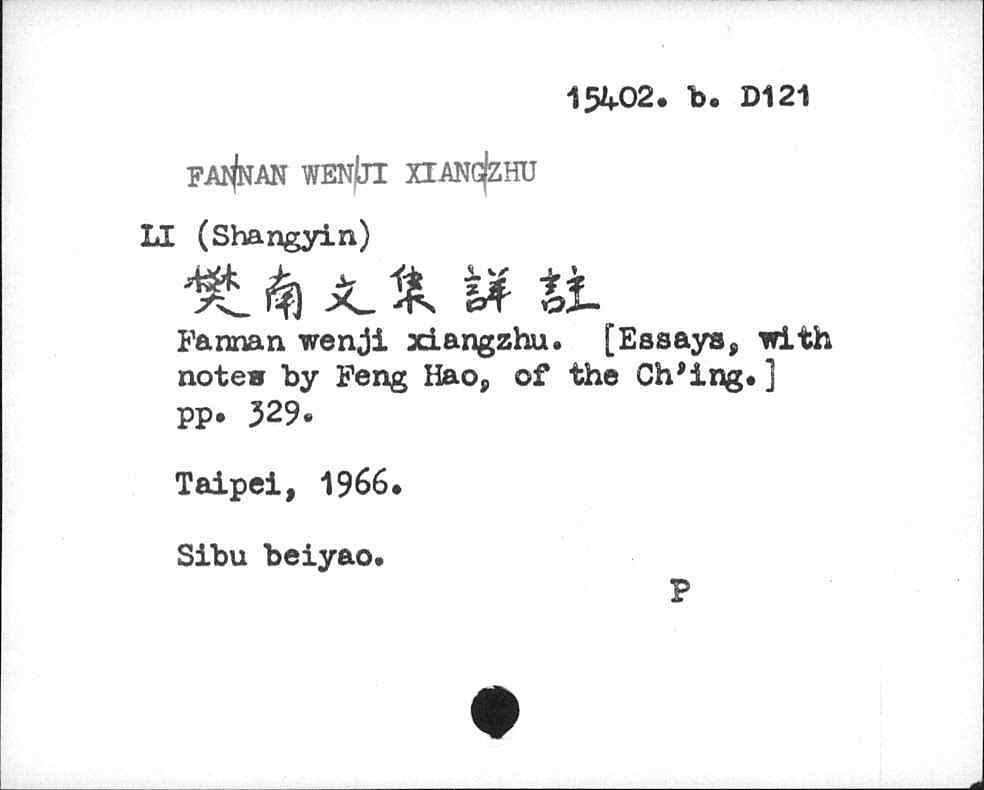 15402. b. D121
FAN|NAN WEN|JI XIANG|ZHU
LI (Shangyin)
樊南文集詳註
Fannan wenji xiangzhu. [Essays, with
notes by Feng Hao, of the Ch'ing.]
pp. 329.
Taipei, 1966.
Sibu beiyao.
P